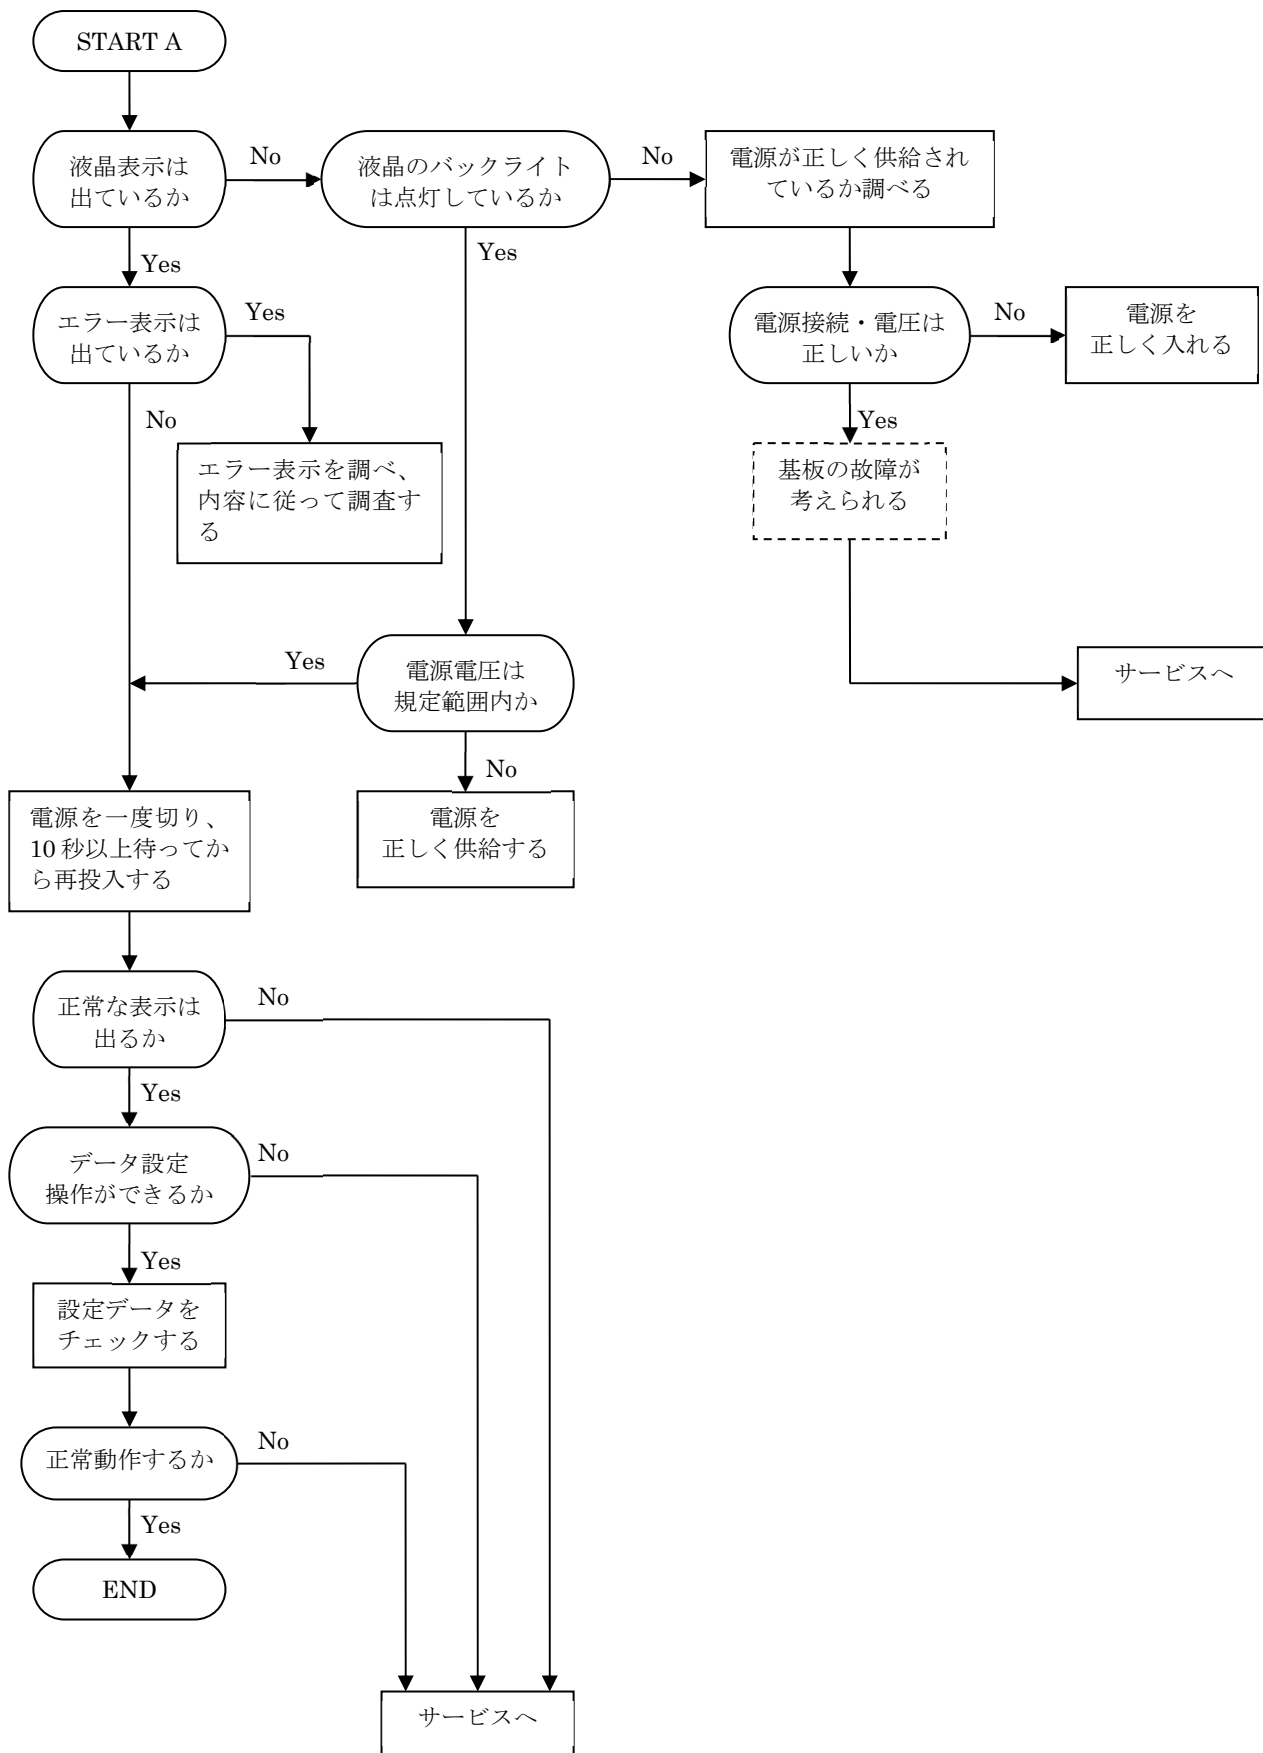 START A
液晶表示は
出ているか
No
液晶のバックライト
は点灯しているか
No
電源が正しく供給され
ているか調べる
Yes
Yes
エラー表示は
出ているか
Yes
電源接続・電圧は
正しいか
No
電源を
正しく入れる
No
Yes
エラー表示を調べ、
内容に従って調査す
る
基板の故障が
考えられる
Yes
電源電圧は
規定範囲内か
サービスへ
No
電源を一度切り、
10 秒以上待ってか
ら再投入する
電源を
正しく供給する
正常な表示は
出るか
No
Yes
データ設定
操作ができるか
No
Yes
設定データを
チェックする
正常動作するか
No
Yes
END
サービスへ